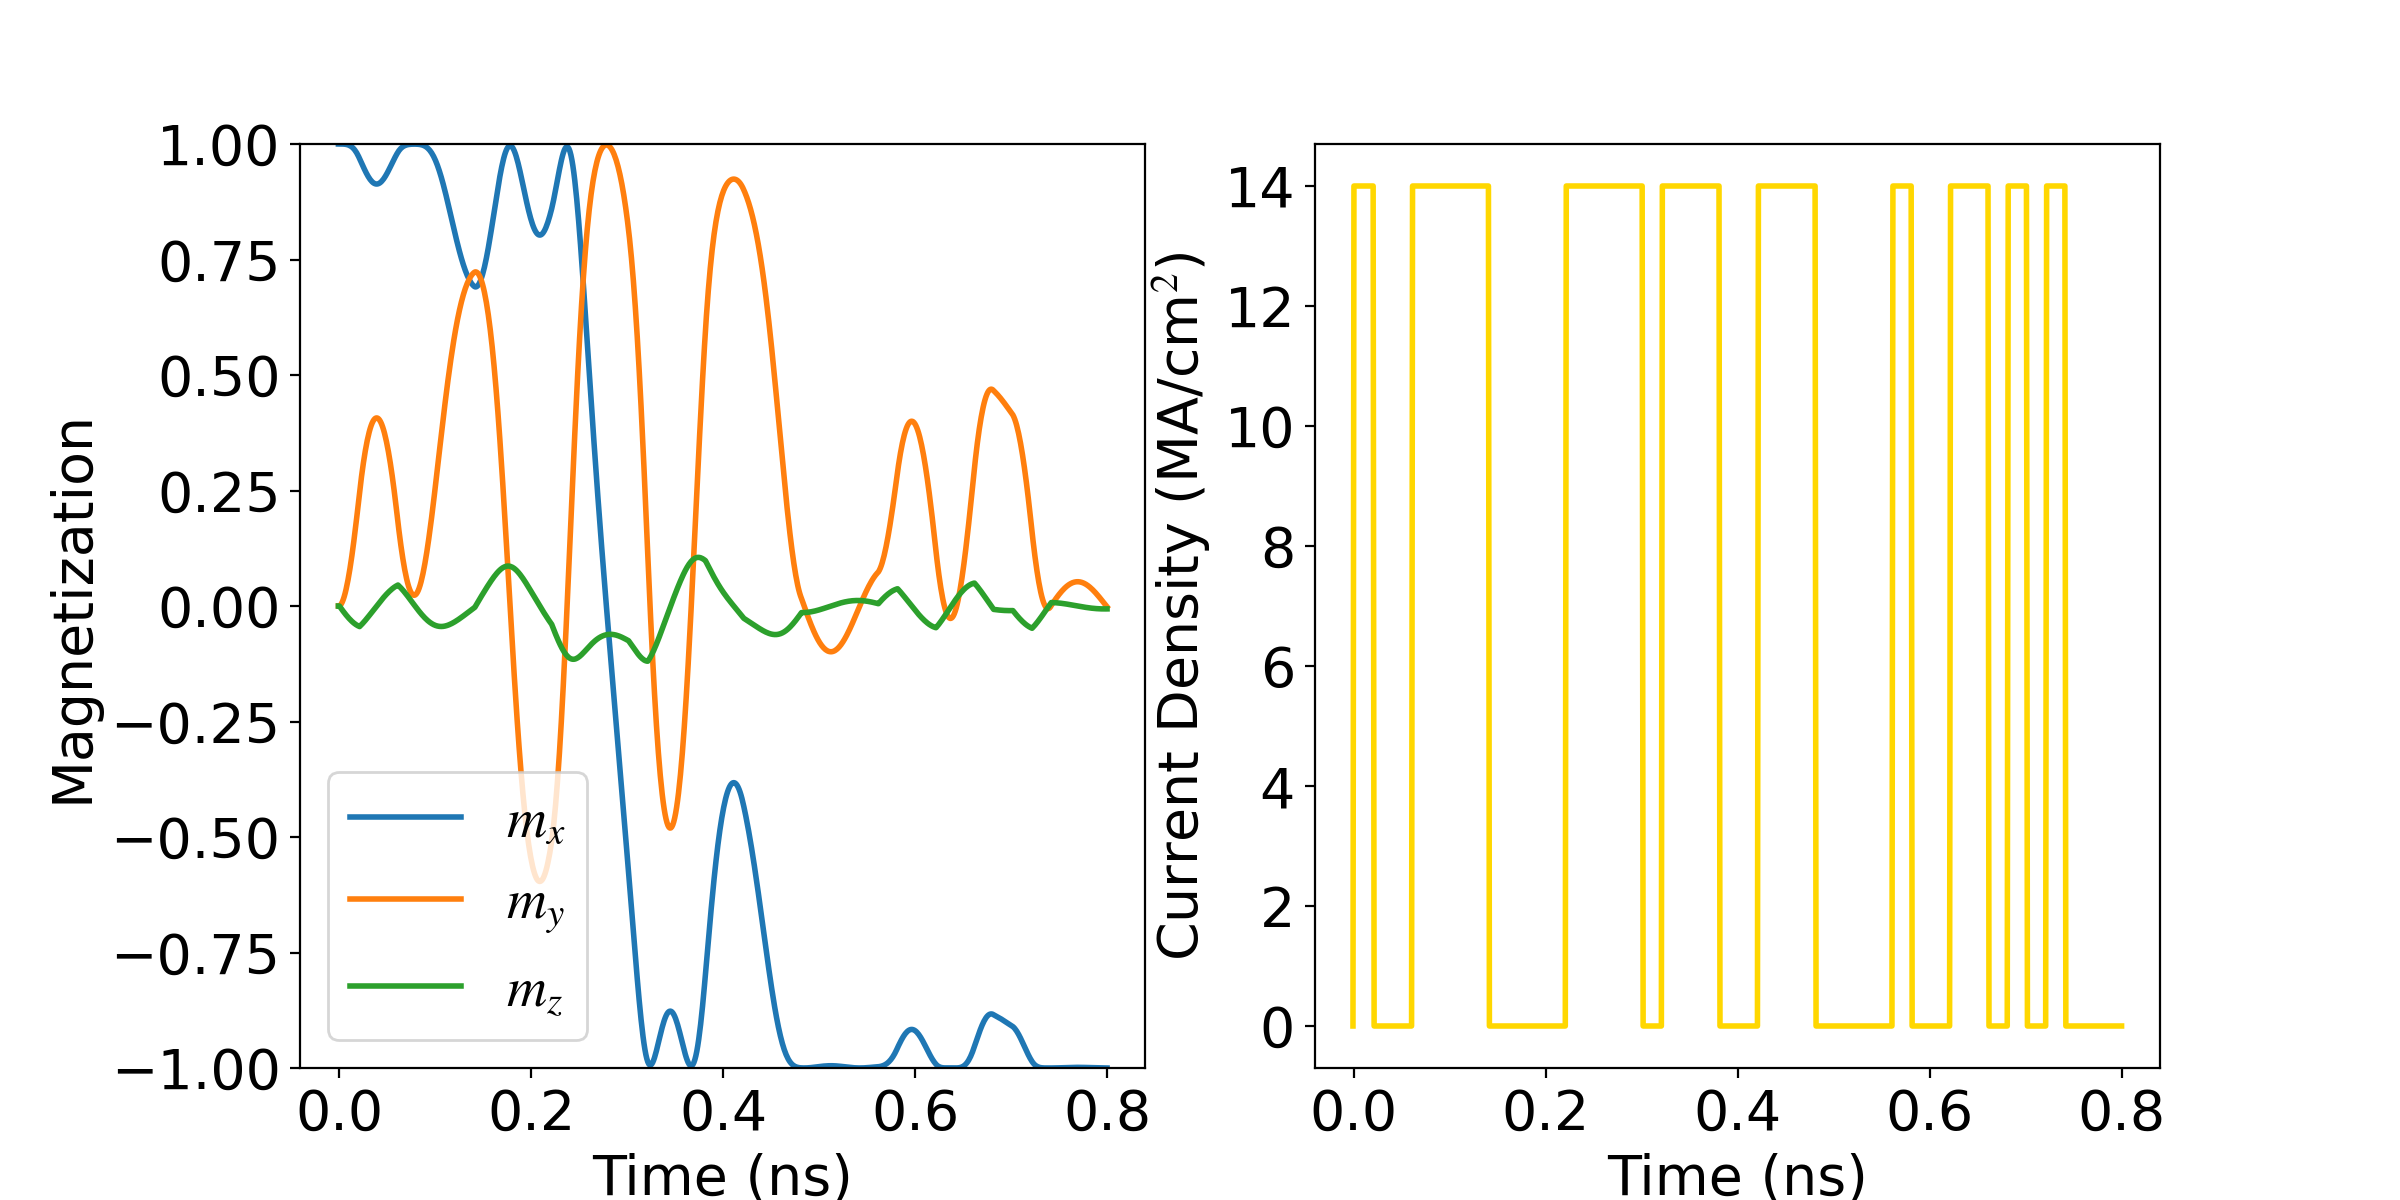 1.00
0.75
0.50
0.25
0.00
−0.25
−0.50
−0.75
−1.00
Magnetization
m_x
m_y
m_z
0.0 0.2 0.4 0.6 0.8
Time (ns)
14
12
10
8
6
4
2
0
Current Density (MA/cm²)
0.0 0.2 0.4 0.6 0.8
Time (ns)